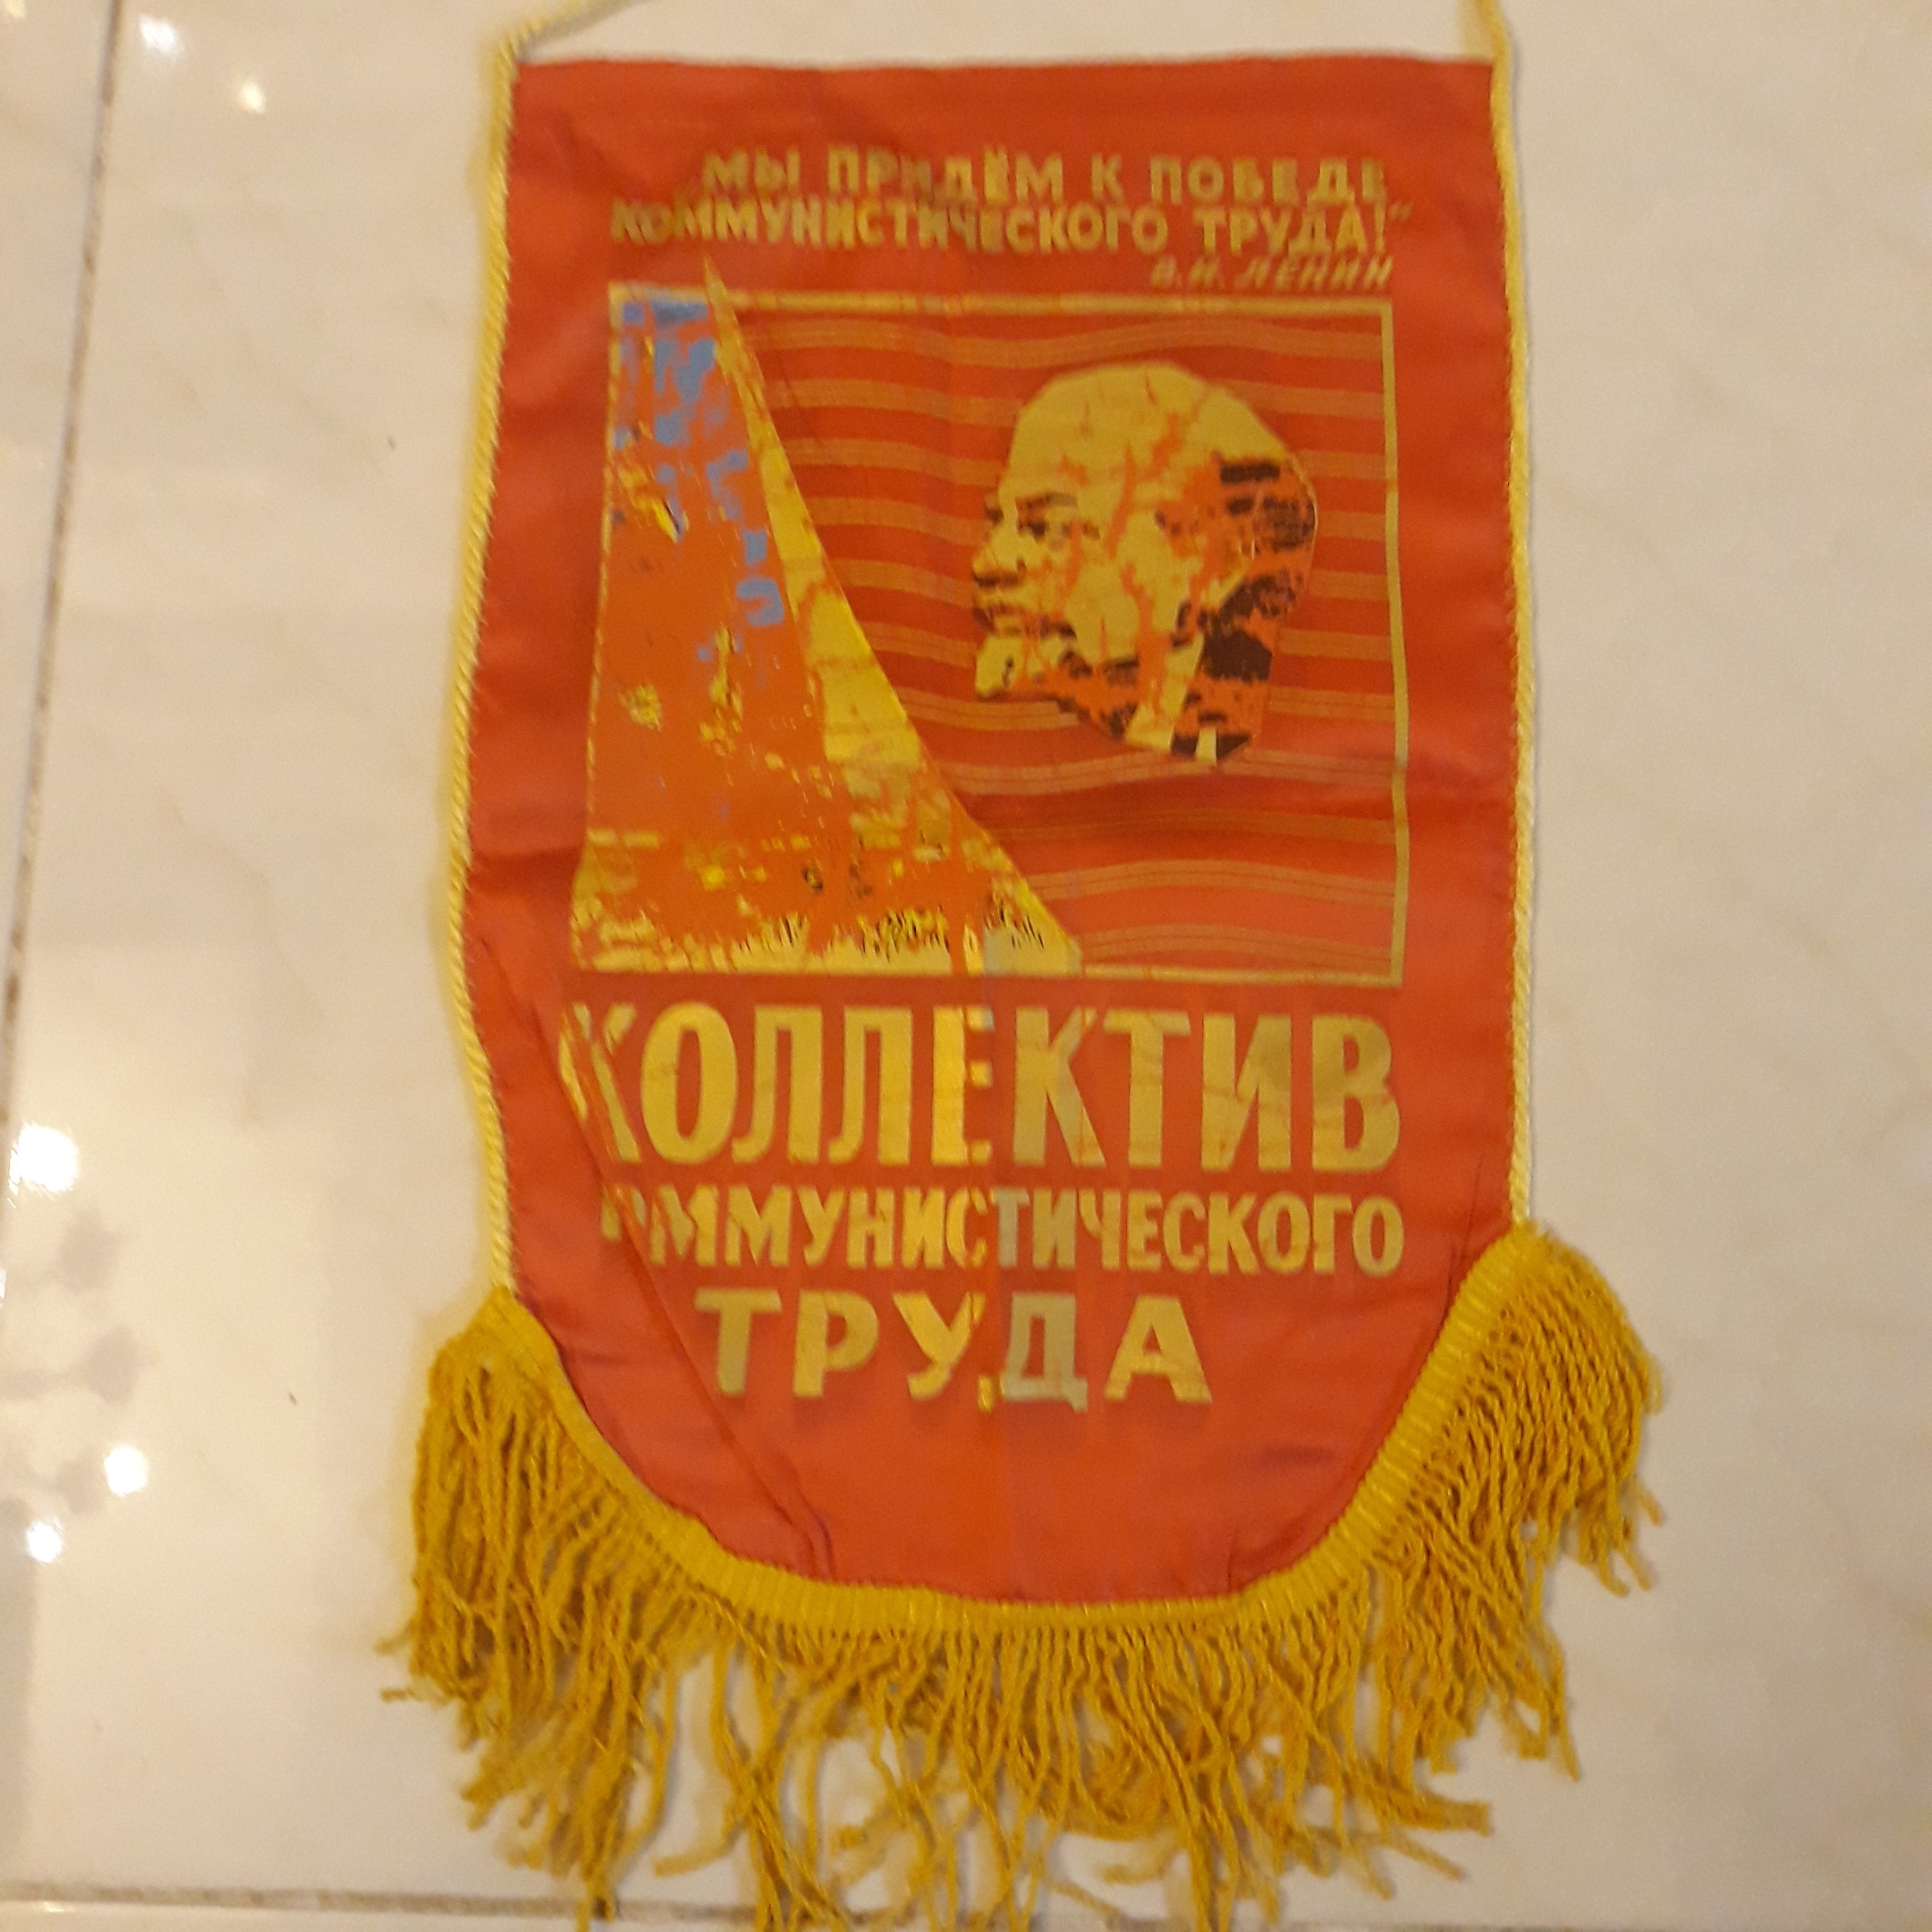 „МЫ ПРИДЁМ К ПОБЕДЕ
КОММУНИСТИЧЕСКОГО ТРУДА!“
В. И. ЛЕНИН
КОЛЛЕКТИВ
КОММУНИСТИЧЕСКОГО
ТРУДА